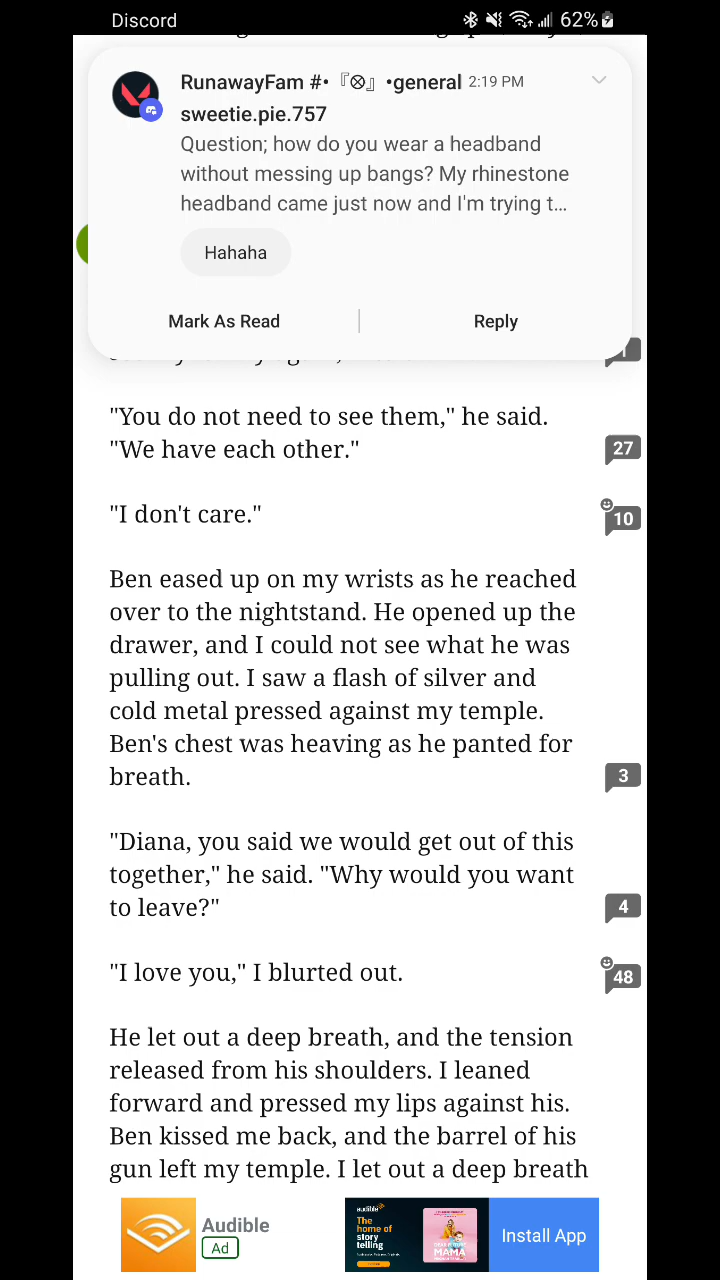 Discord
62%
RunawayFam #• 『⊗』 •general 2:19 PM
sweetie.pie.757
Question; how do you wear a headband
without messing up bangs? My rhinestone
headband came just now and I'm trying t...
Hahaha
Mark As Read
Reply
"You do not need to see them," he said.
"We have each other."
27
"I don't care."
10
Ben eased up on my wrists as he reached
over to the nightstand. He opened up the
drawer, and I could not see what he was
pulling out. I saw a flash of silver and
cold metal pressed against my temple.
Ben's chest was heaving as he panted for
breath.
3
"Diana, you said we would get out of this
together," he said. "Why would you want
to leave?"
4
"I love you," I blurted out.
48
He let out a deep breath, and the tension
released from his shoulders. I leaned
forward and pressed my lips against his.
Ben kissed me back, and the barrel of his
gun left my temple. I let out a deep breath
Audible
Ad
audible
The
home of
story
telling
MAMA
Install App